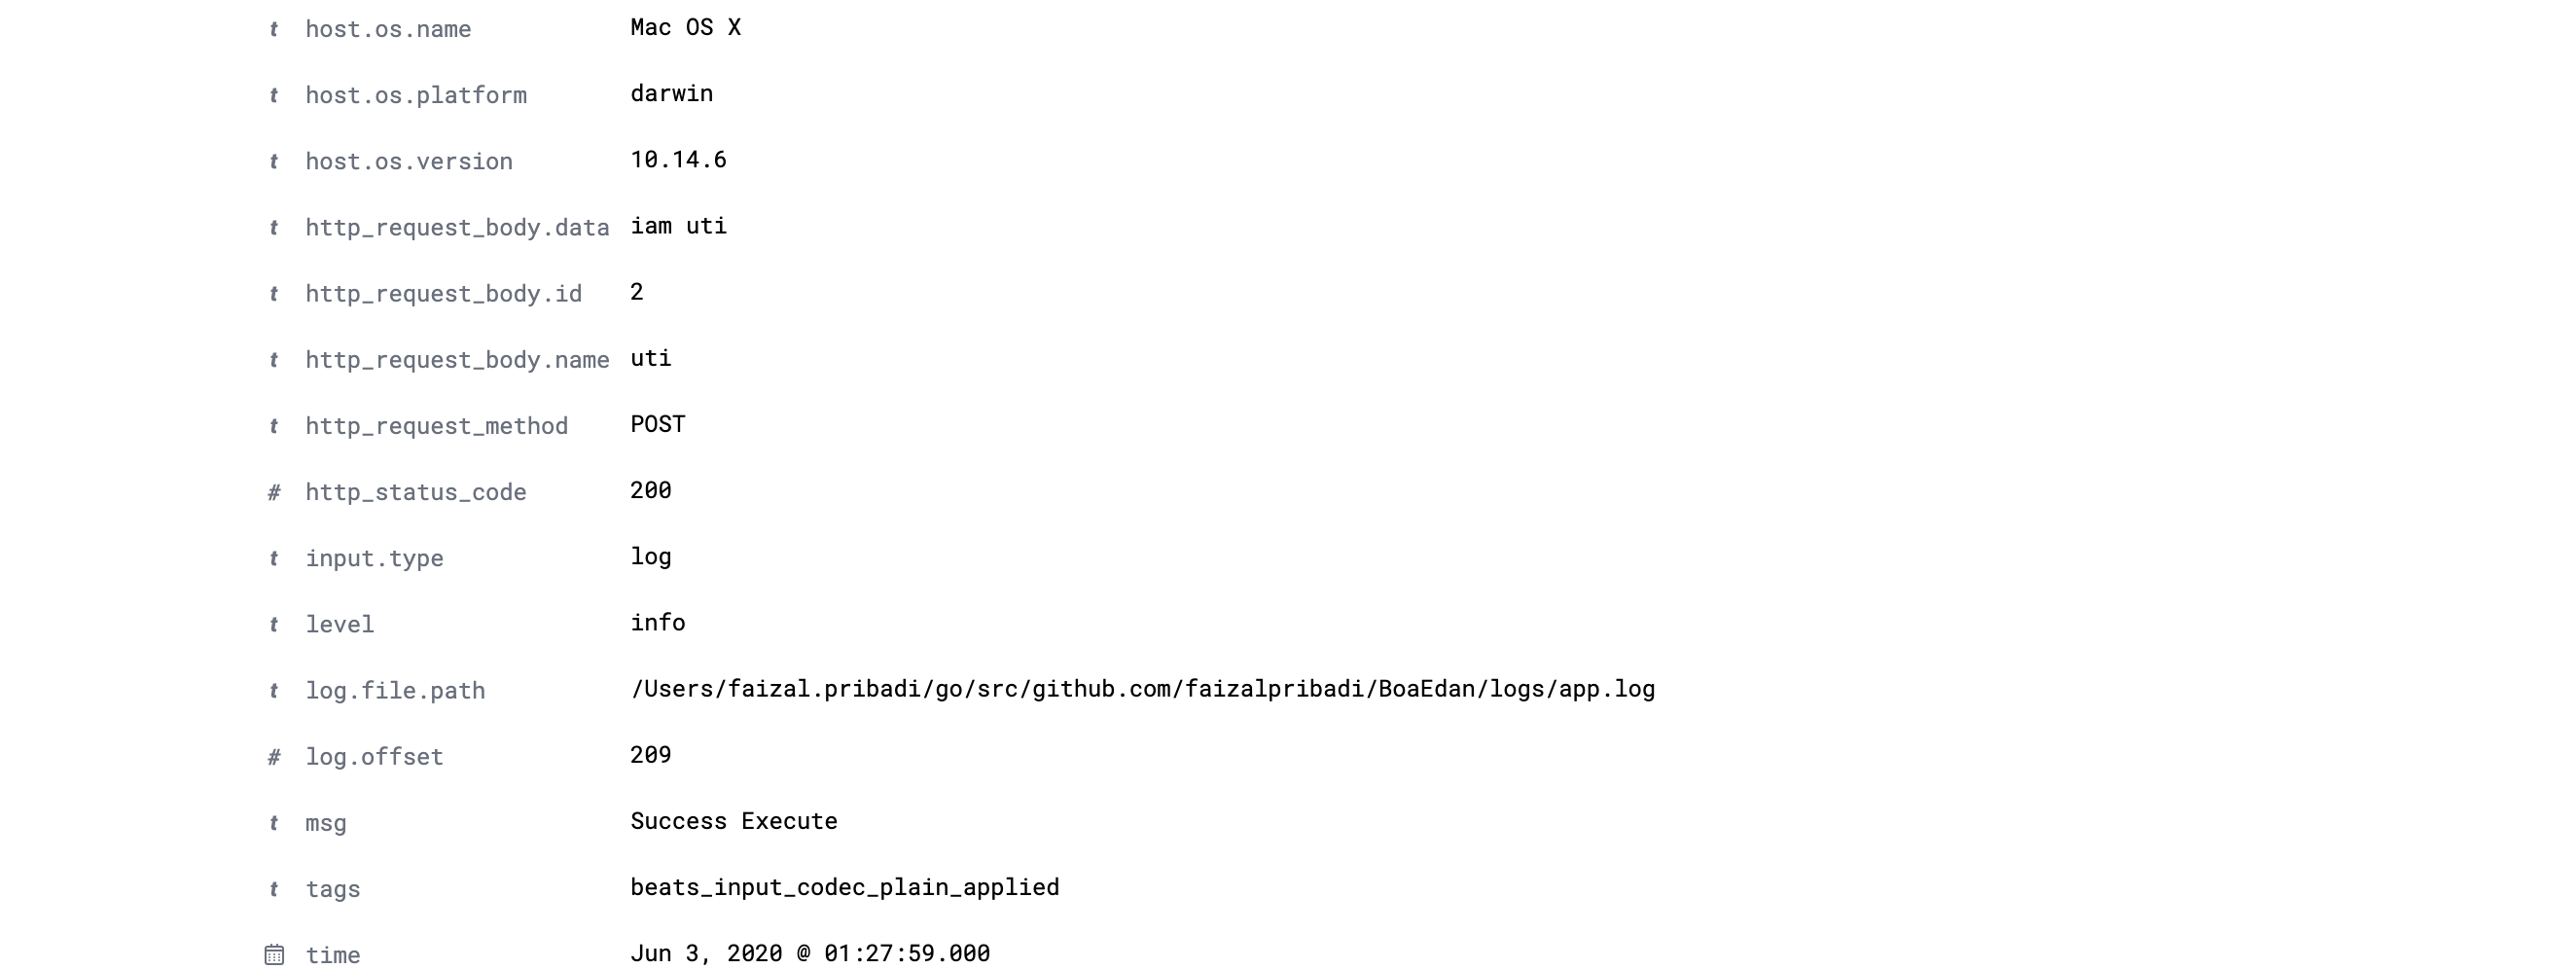 t host.os.name Mac OS X
t host.os.platform darwin
t host.os.version 10.14.6
t http_request_body.data iam uti
t http_request_body.id 2
t http_request_body.name uti
t http_request_method POST
# http_status_code 200
t input.type log
t level info
t log.file.path /Users/faizal.pribadi/go/src/github.com/faizalpribadi/BoaEdan/logs/app.log
# log.offset 209
t msg Success Execute
t tags beats_input_codec_plain_applied
time Jun 3, 2020 @ 01:27:59.000